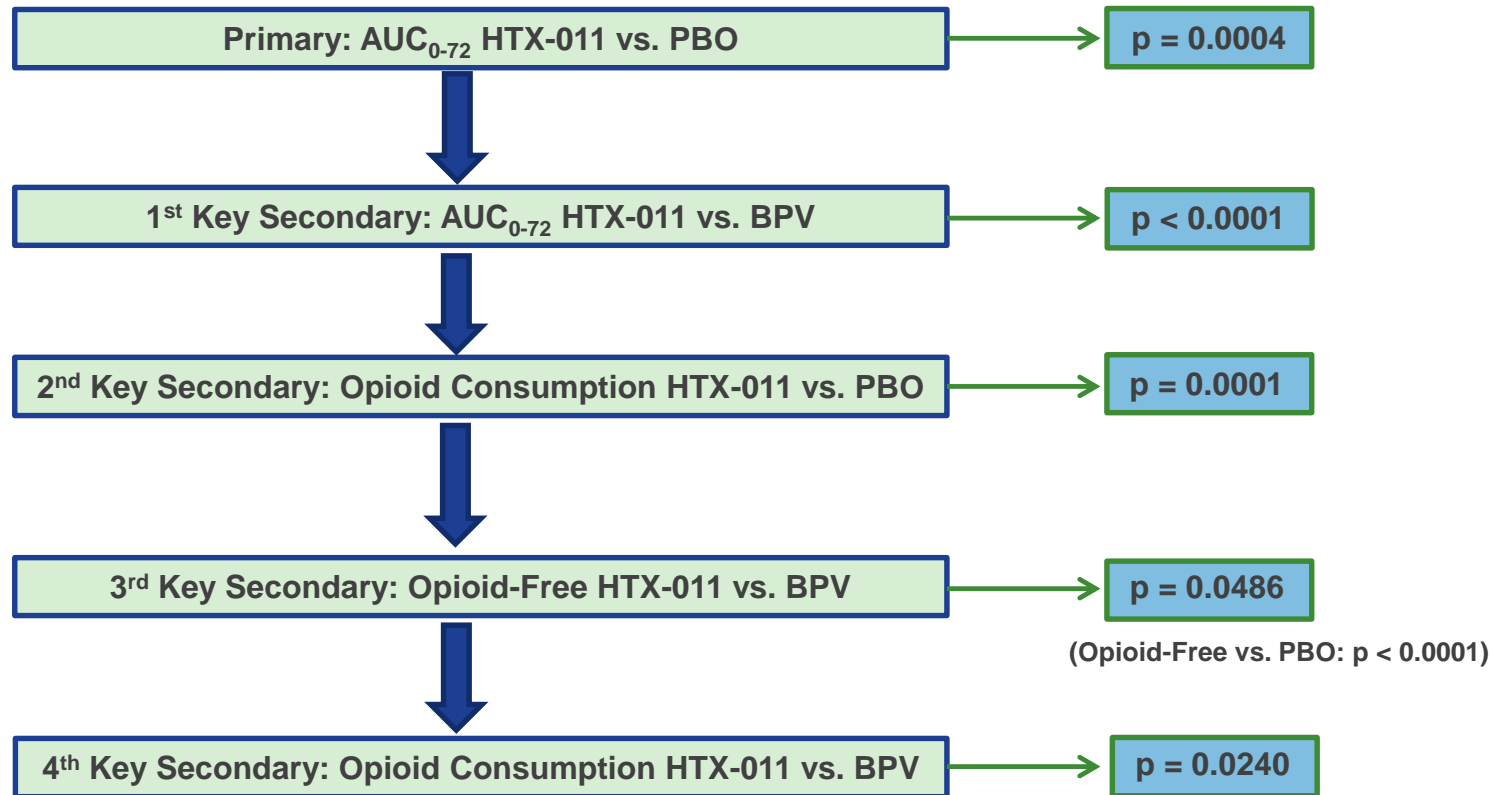 Primary: AUC0-72 HTX-011 vs. PBO
p = 0.0004
1st Key Secondary: AUC0-72 HTX-011 vs. BPV
p < 0.0001
2nd Key Secondary: Opioid Consumption HTX-011 vs. PBO
p = 0.0001
3rd Key Secondary: Opioid-Free HTX-011 vs. BPV
p = 0.0486
(Opioid-Free vs. PBO: p < 0.0001)
4th Key Secondary: Opioid Consumption HTX-011 vs. BPV
p = 0.0240